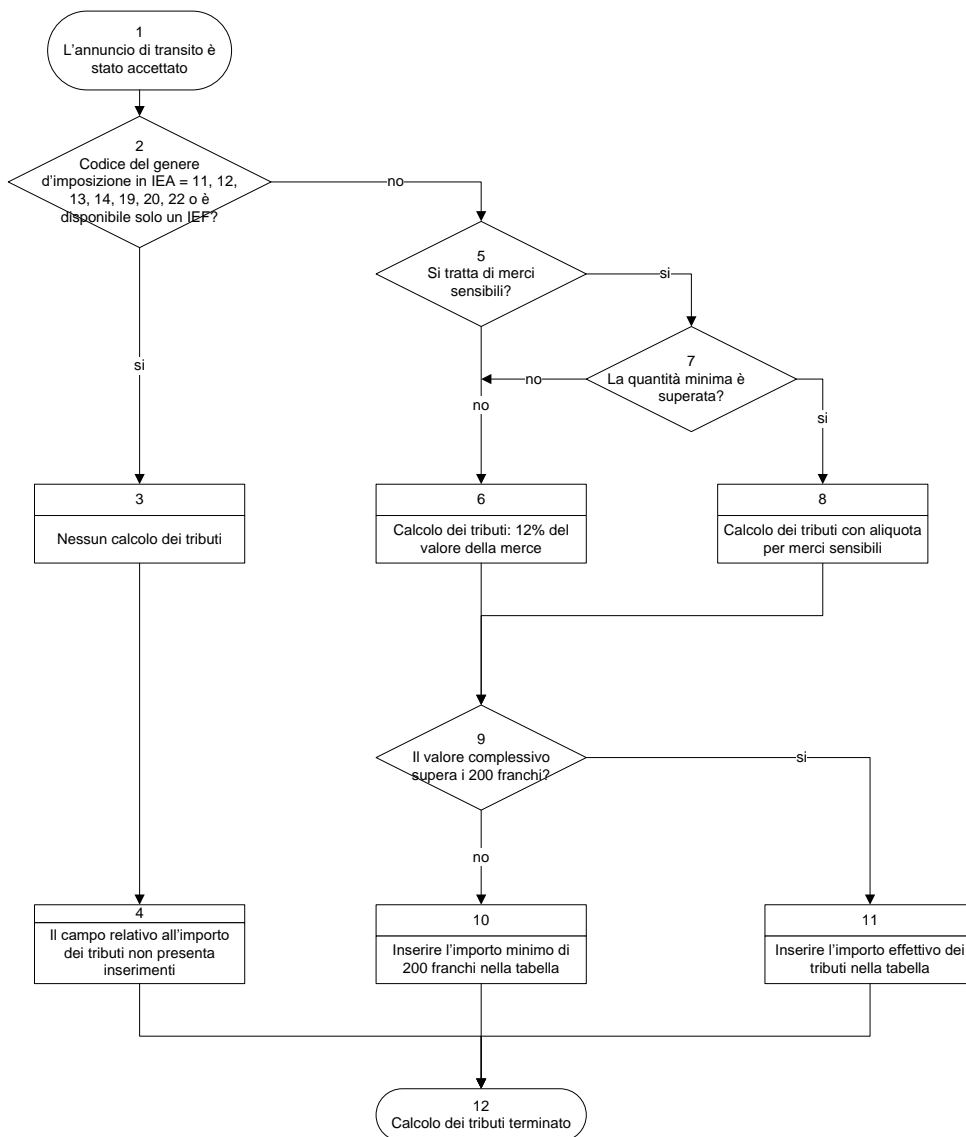 1
L'annuncio di transito è
stato accettato
2
Codice del genere
d'imposizione in IEA = 11, 12,
13, 14, 19, 20, 22 o è
disponibile solo un IEF?
no
5
Si tratta di merci
sensibili?
si
si
7
La quantità minima è
superata?
no
no
si
3
Nessun calcolo dei tributi
6
Calcolo dei tributi: 12% del
valore della merce
8
Calcolo dei tributi con aliquota
per merci sensibili
9
Il valore complessivo
supera i 200 franchi?
si
no
4
Il campo relativo all'importo
dei tributi non presenta
inserimenti
10
Inserire l'importo minimo di
200 franchi nella tabella
11
Inserire l'importo effettivo dei
tributi nella tabella
12
Calcolo dei tributi terminato